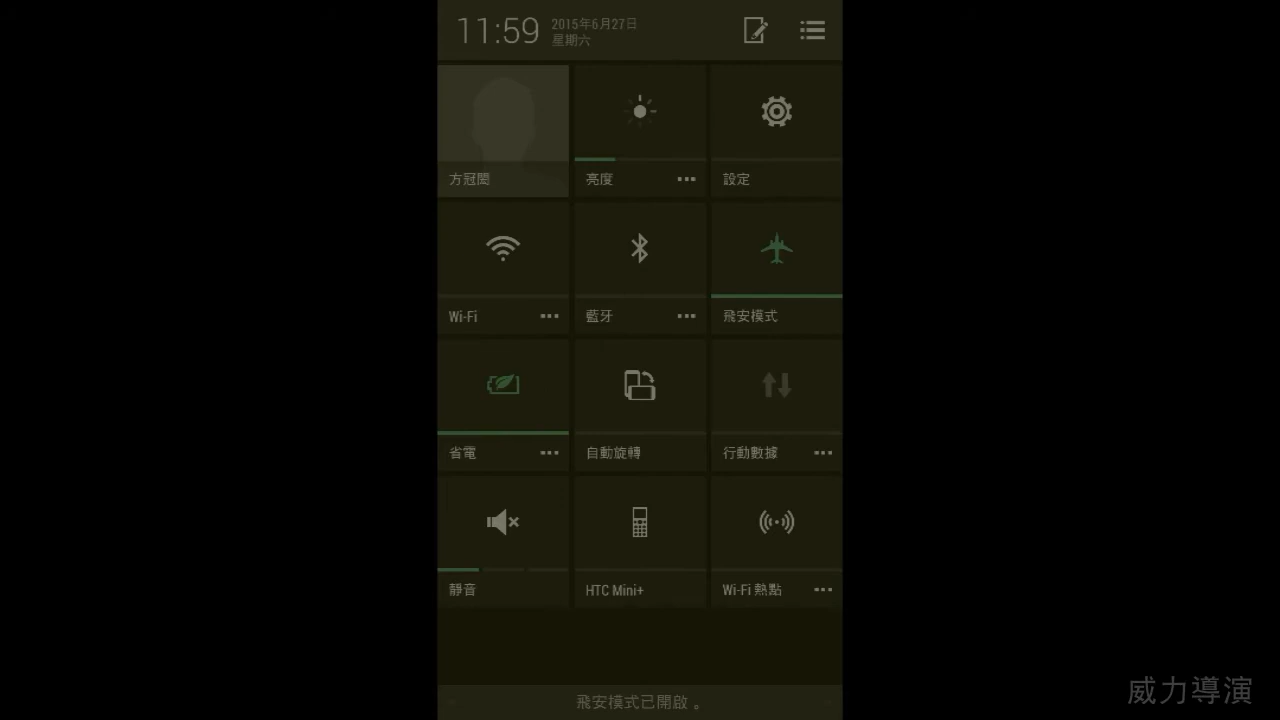 11:59
2015年6月27日
星期六
方冠閎
亮度
設定
Wi-Fi
藍牙
飛安模式
省電
自動旋轉
行動數據
靜音
HTC Mini+
Wi-Fi 熱點
飛安模式已開啟。
威力導演